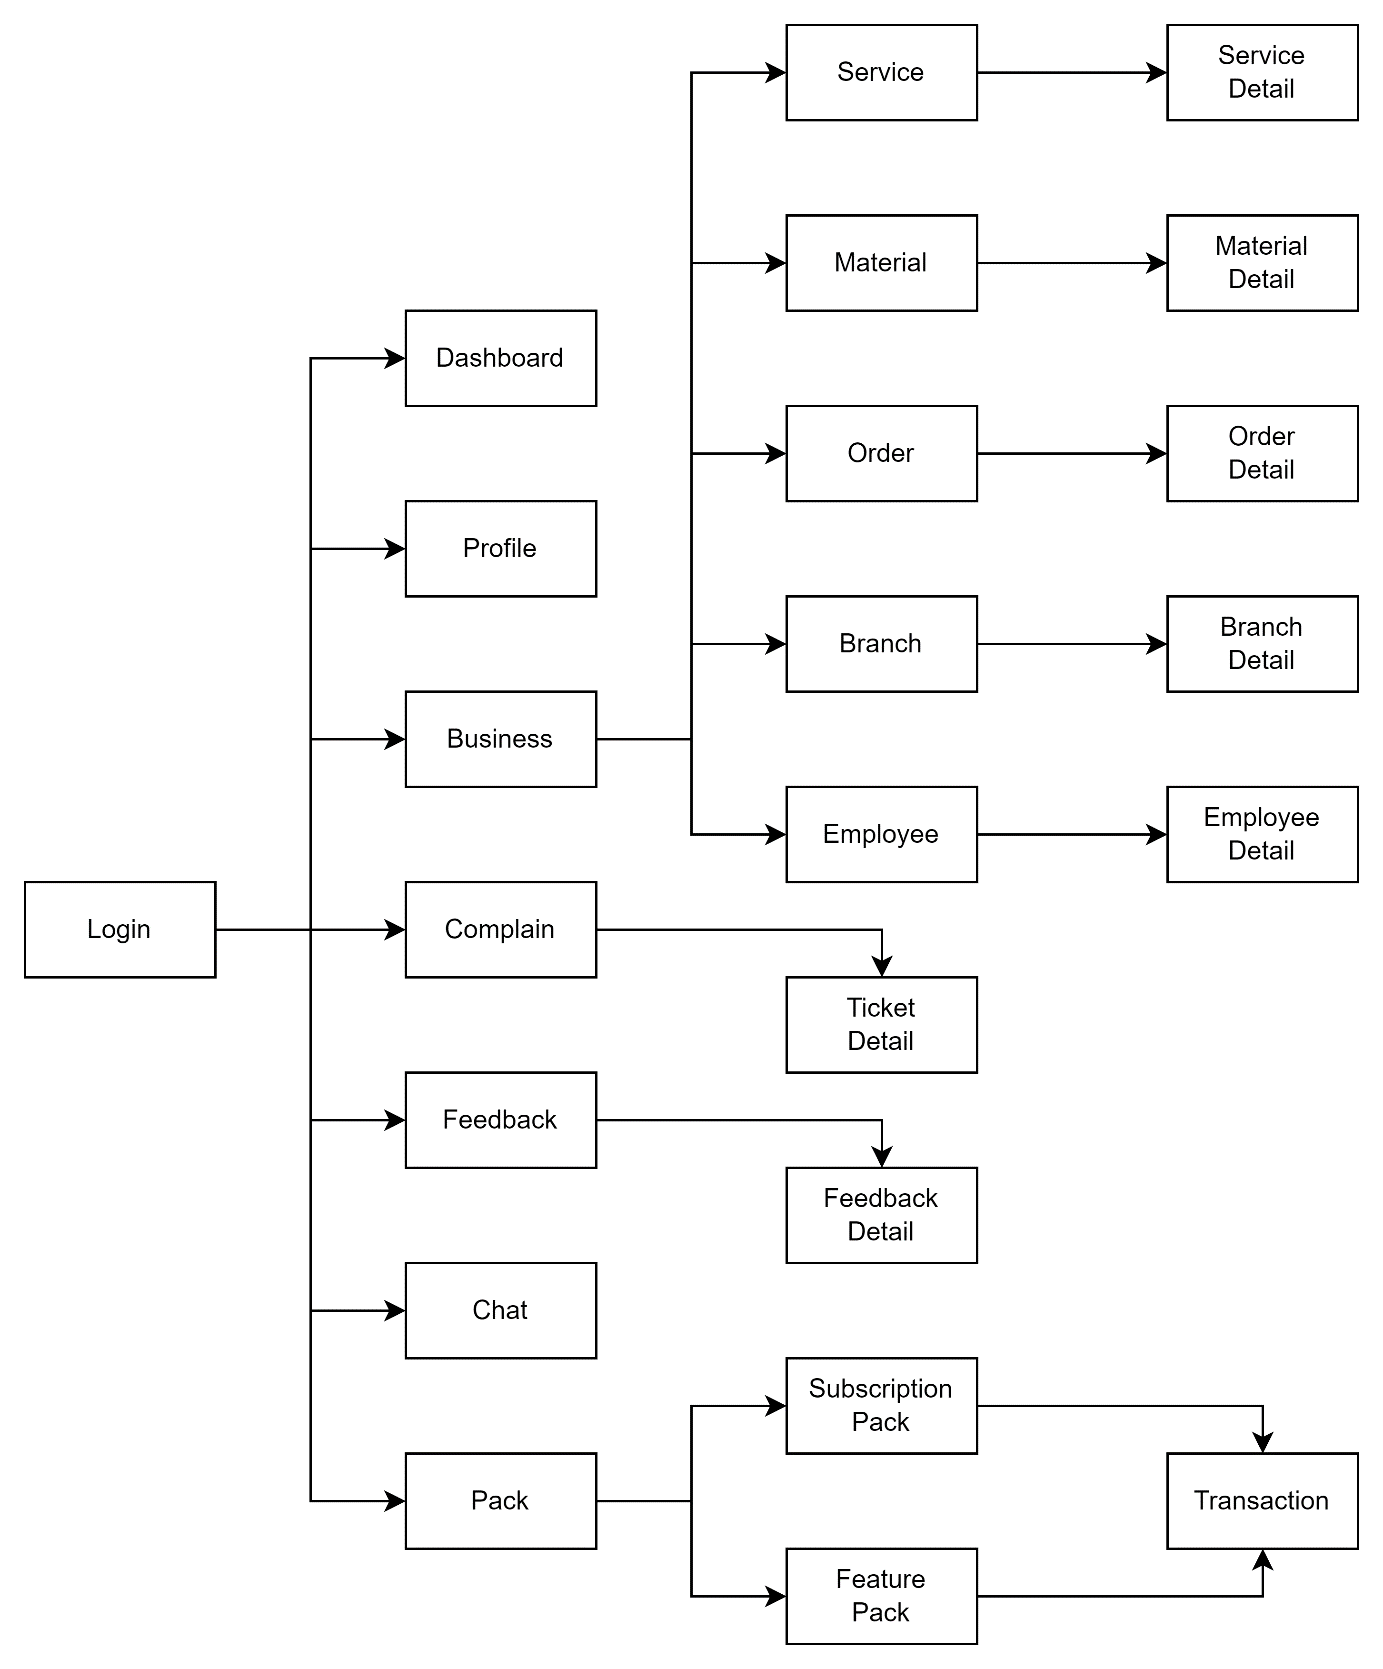 Service
Service
Detail
Material
Material
Detail
Dashboard
Order
Order
Detail
Profile
Branch
Branch
Detail
Business
Employee
Employee
Detail
Login
Complain
Ticket
Detail
Feedback
Feedback
Detail
Chat
Subscription
Pack
Pack
Transaction
Feature
Pack